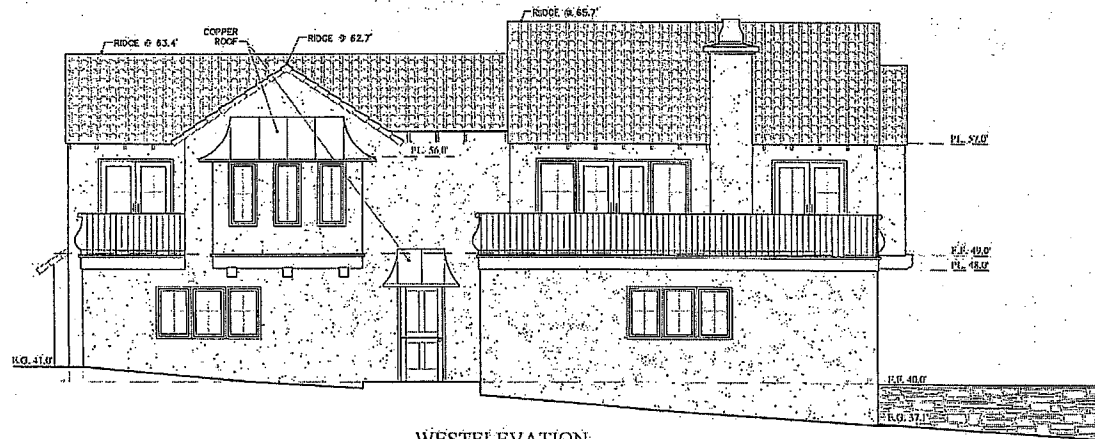 RIDGE @ 65.7'
RIDGE @ 63.4'
COPPER
ROOF
RIDGE @ 62.7'
PL. 57.0'
PL. 56.0'
F.F. 49.0'
PL. 48.0'
E.G. 41.0'
F.F. 40.0'
E.G. 37.1'
WEST ELEVATION